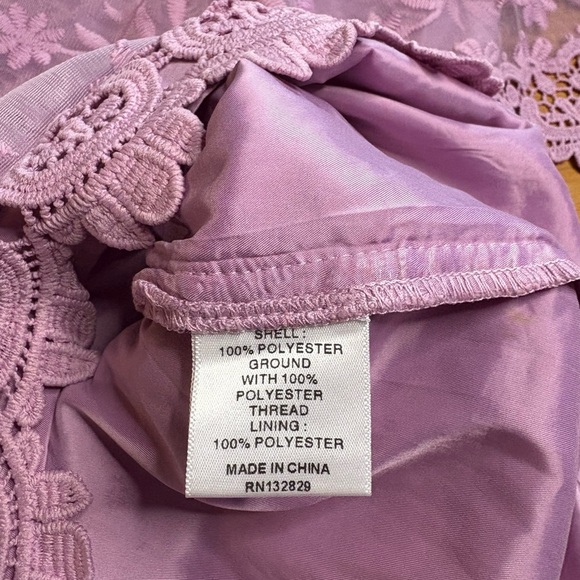 SHELL:
100% POLYESTER
GROUND
WITH 100%
POLYESTER
THREAD
LINING:
100% POLYESTER
MADE IN CHINA
RN132829